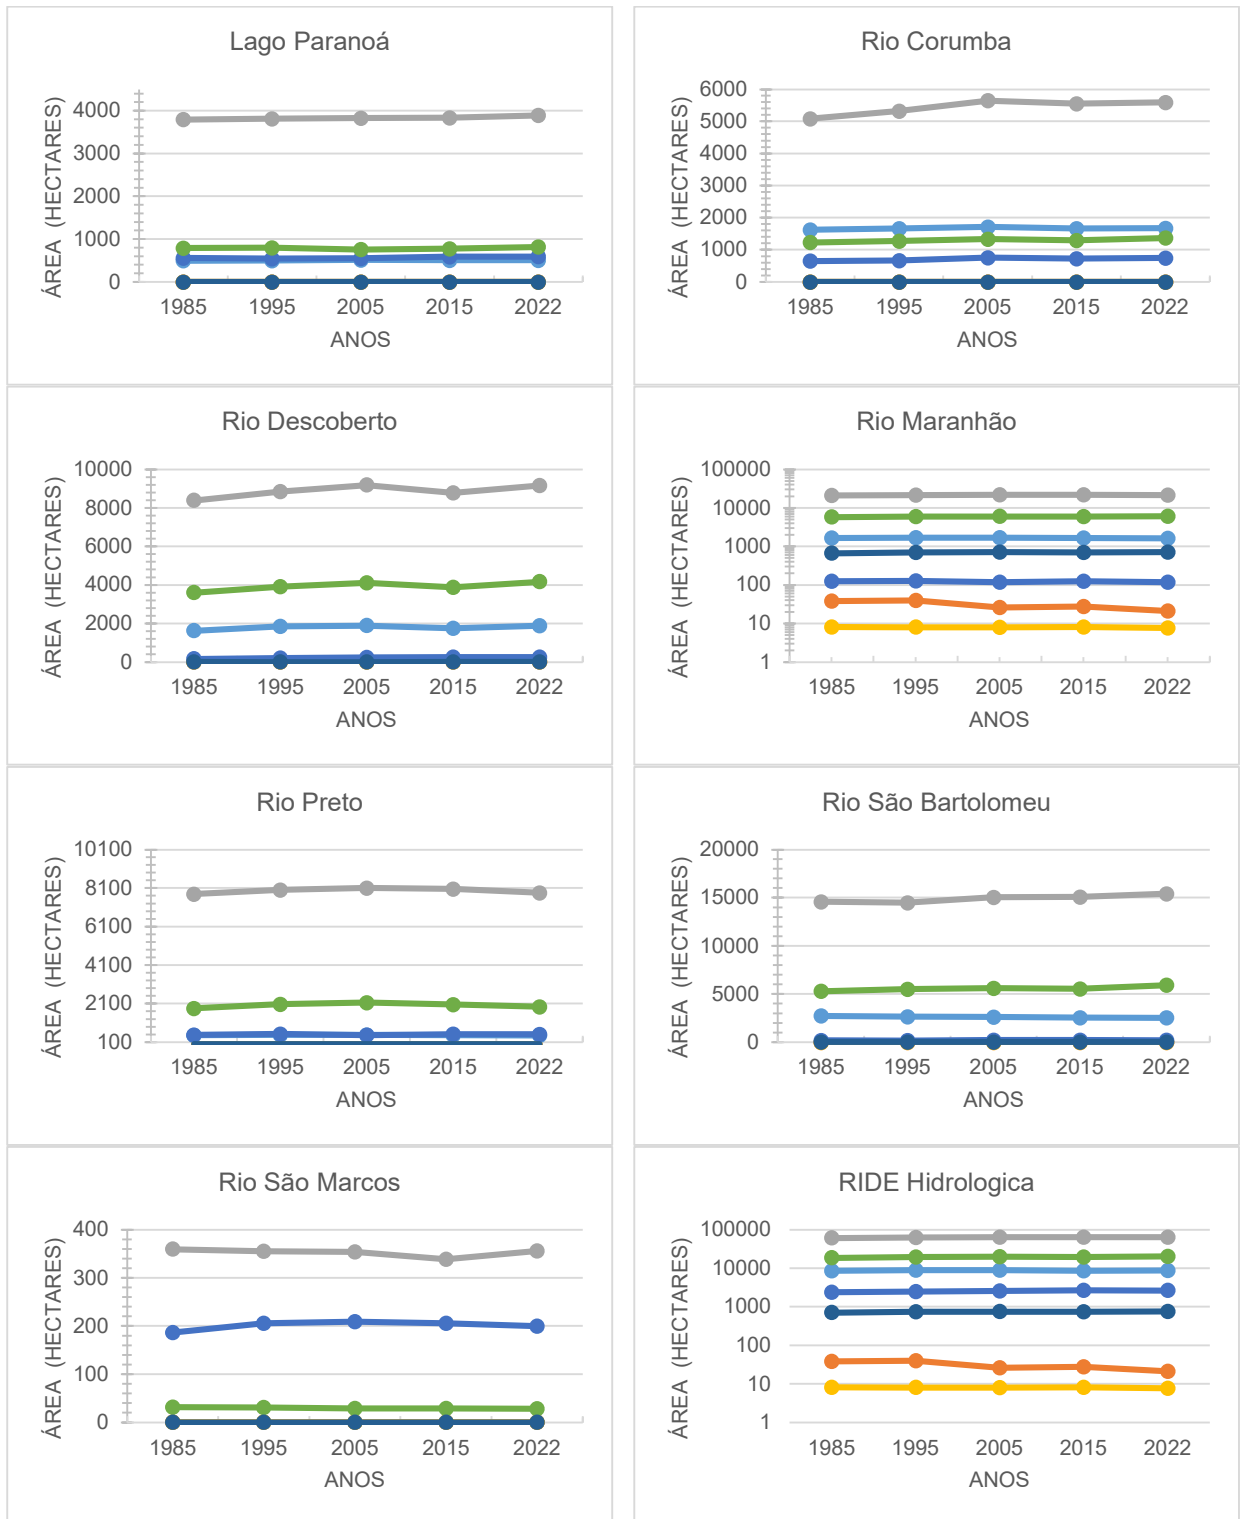 Lago Paranoá
ÁREA (HECTARES)
4000
3000
2000
1000
0
1985 1995 2005 2015 2022
ANOS
Rio Corumba
ÁREA (HECTARES)
6000
5000
4000
3000
2000
1000
0
1985 1995 2005 2015 2022
ANOS
Rio Descoberto
ÁREA (HECTARES)
10000
8000
6000
4000
2000
0
1985 1995 2005 2015 2022
ANOS
Rio Maranhão
ÁREA (HECTARES)
100000
10000
1000
100
10
1
1985 1995 2005 2015 2022
ANOS
Rio Preto
ÁREA (HECTARES)
10100
8100
6100
4100
2100
100
1985 1995 2005 2015 2022
ANOS
Rio São Bartolomeu
ÁREA (HECTARES)
20000
15000
10000
5000
0
1985 1995 2005 2015 2022
ANOS
Rio São Marcos
ÁREA (HECTARES)
400
300
200
100
0
1985 1995 2005 2015 2022
ANOS
RIDE Hidrologica
ÁREA (HECTARES)
100000
10000
1000
100
10
1
1985 1995 2005 2015 2022
ANOS